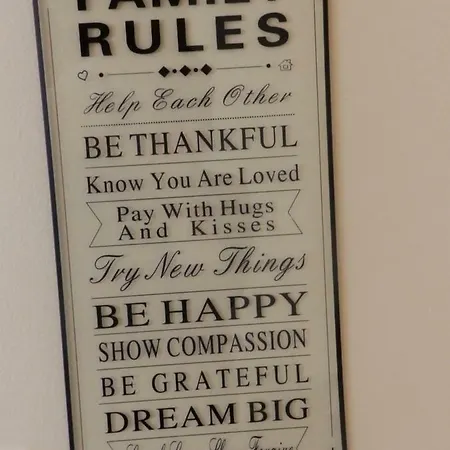 FAMILY
RULES
Help Each Other
BE THANKFUL
Know You Are Loved
Pay With Hugs
And Kisses
Try New Things
BE HAPPY
SHOW COMPASSION
BE GRATEFUL
DREAM BIG